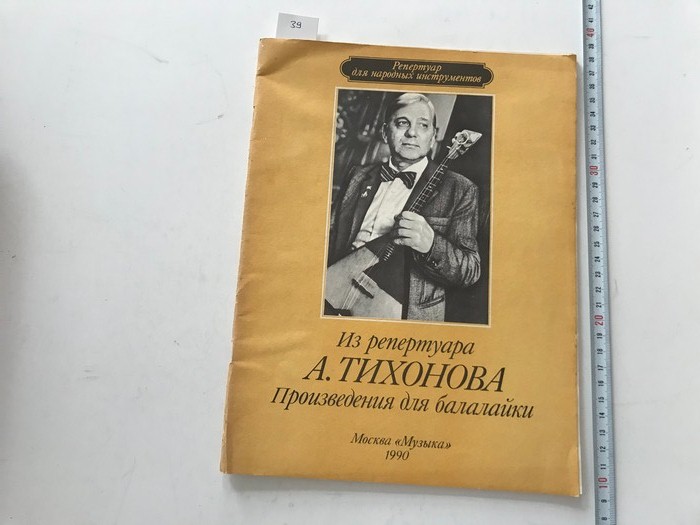 39
Репертуар
для народных инструментов
Из репертуара
А. ТИХОНОВА
Произведения для балалайки
Москва «Музыка»
1990